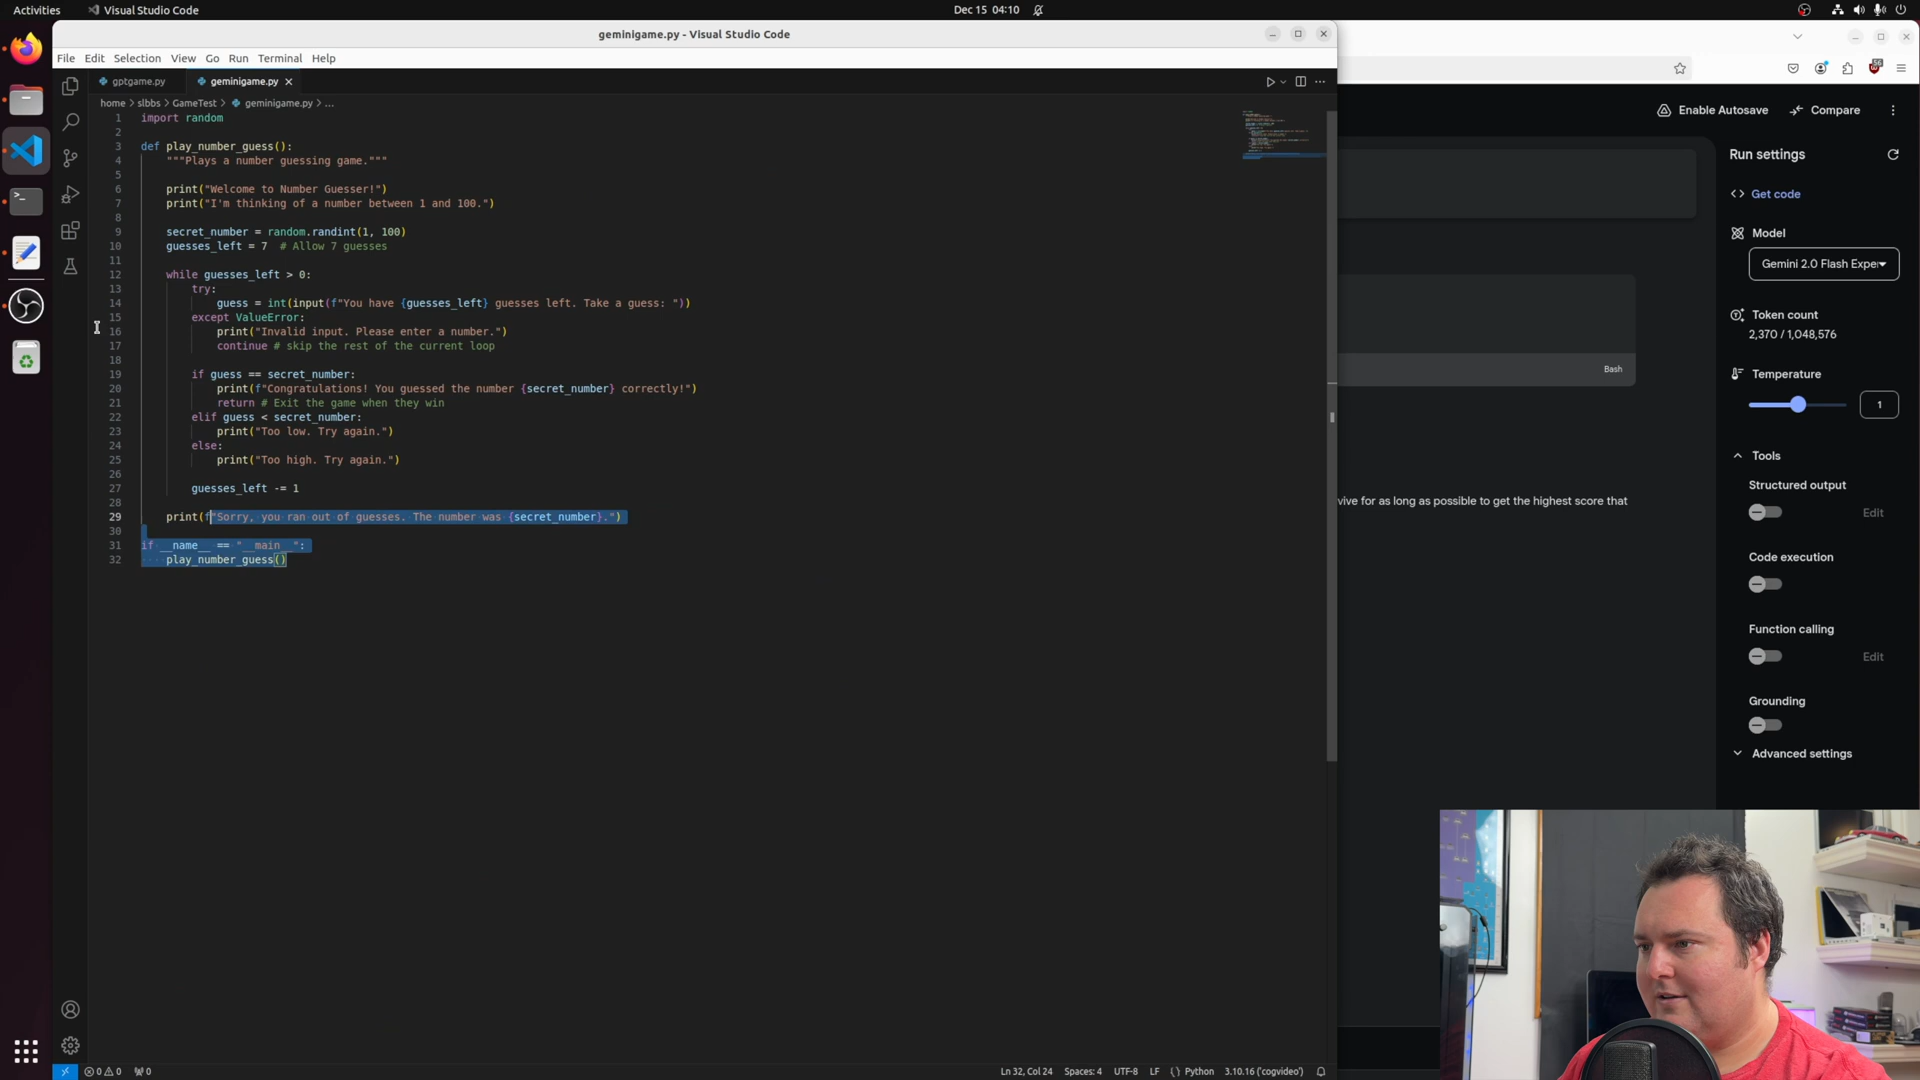 Activities
Visual Studio Code
Dec 15 04:10
geminigame.py - Visual Studio Code
File Edit Selection View Go Run Terminal Help
gptgame.py
geminigame.py
home > slbbs > GameTest > geminigame.py > ...
1 import random
2
3 def play_number_guess():
4 """Plays a number guessing game."""
5
6 print("Welcome to Number Guesser!")
7 print("I'm thinking of a number between 1 and 100.")
8
9 secret_number = random.randint(1, 100)
10 guesses_left = 7 # Allow 7 guesses
11
12 while guesses_left > 0:
13 try:
14 guess = int(input(f"You have {guesses_left} guesses left. Take a guess: "))
15 except ValueError:
16 print("Invalid input. Please enter a number.")
17 continue # skip the rest of the current loop
18
19 if guess == secret_number:
20 print(f"Congratulations! You guessed the number {secret_number} correctly!")
21 return # Exit the game when they win
22 elif guess < secret_number:
23 print("Too low. Try again.")
24 else:
25 print("Too high. Try again.")
26
27 guesses_left -= 1
28
29 print(f"Sorry, you ran out of guesses. The number was {secret_number}.")
30
31 if __name__ == "__main__":
32 play_number_guess()
0 0 0
Ln 32, Col 24 Spaces: 4 UTF-8 LF Python 3.10.16 ('cogvideo')
Enable Autosave
Compare
Bash
vive for as long as possible to get the highest score that
Run settings
Get code
Model
Gemini 2.0 Flash Exper
Token count
2,370 / 1,048,576
Temperature
1
Tools
Structured output
Edit
Code execution
Function calling
Edit
Grounding
Advanced settings